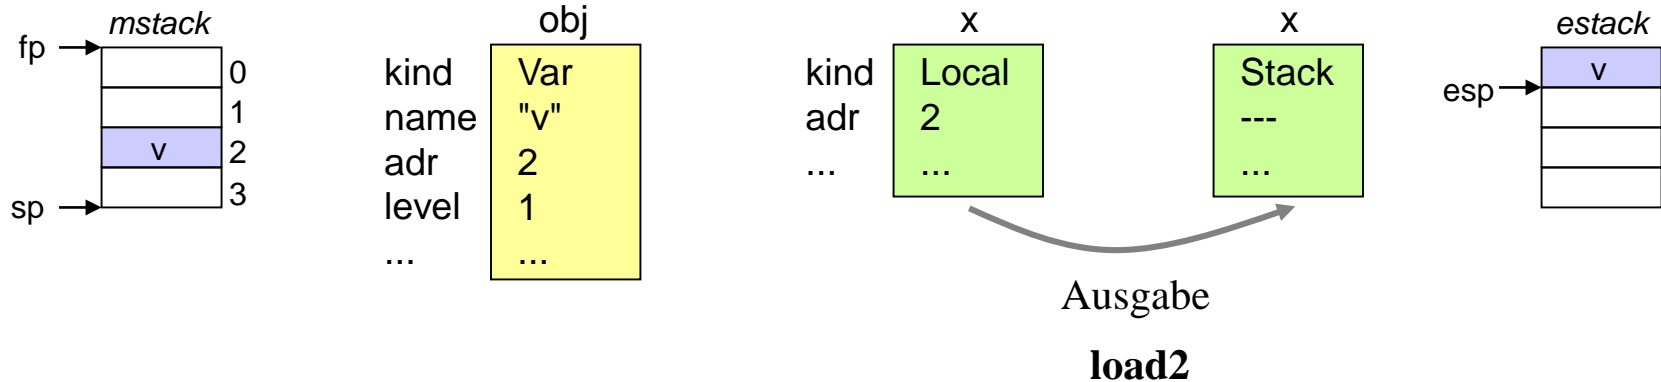 mstack
fp
0
1
v 2
3
sp
obj
kind Var
name "v"
adr 2
level 1
... ...
x x
kind Local Stack
adr 2 ---
... ... ...
Ausgabe
load2
estack
v
esp